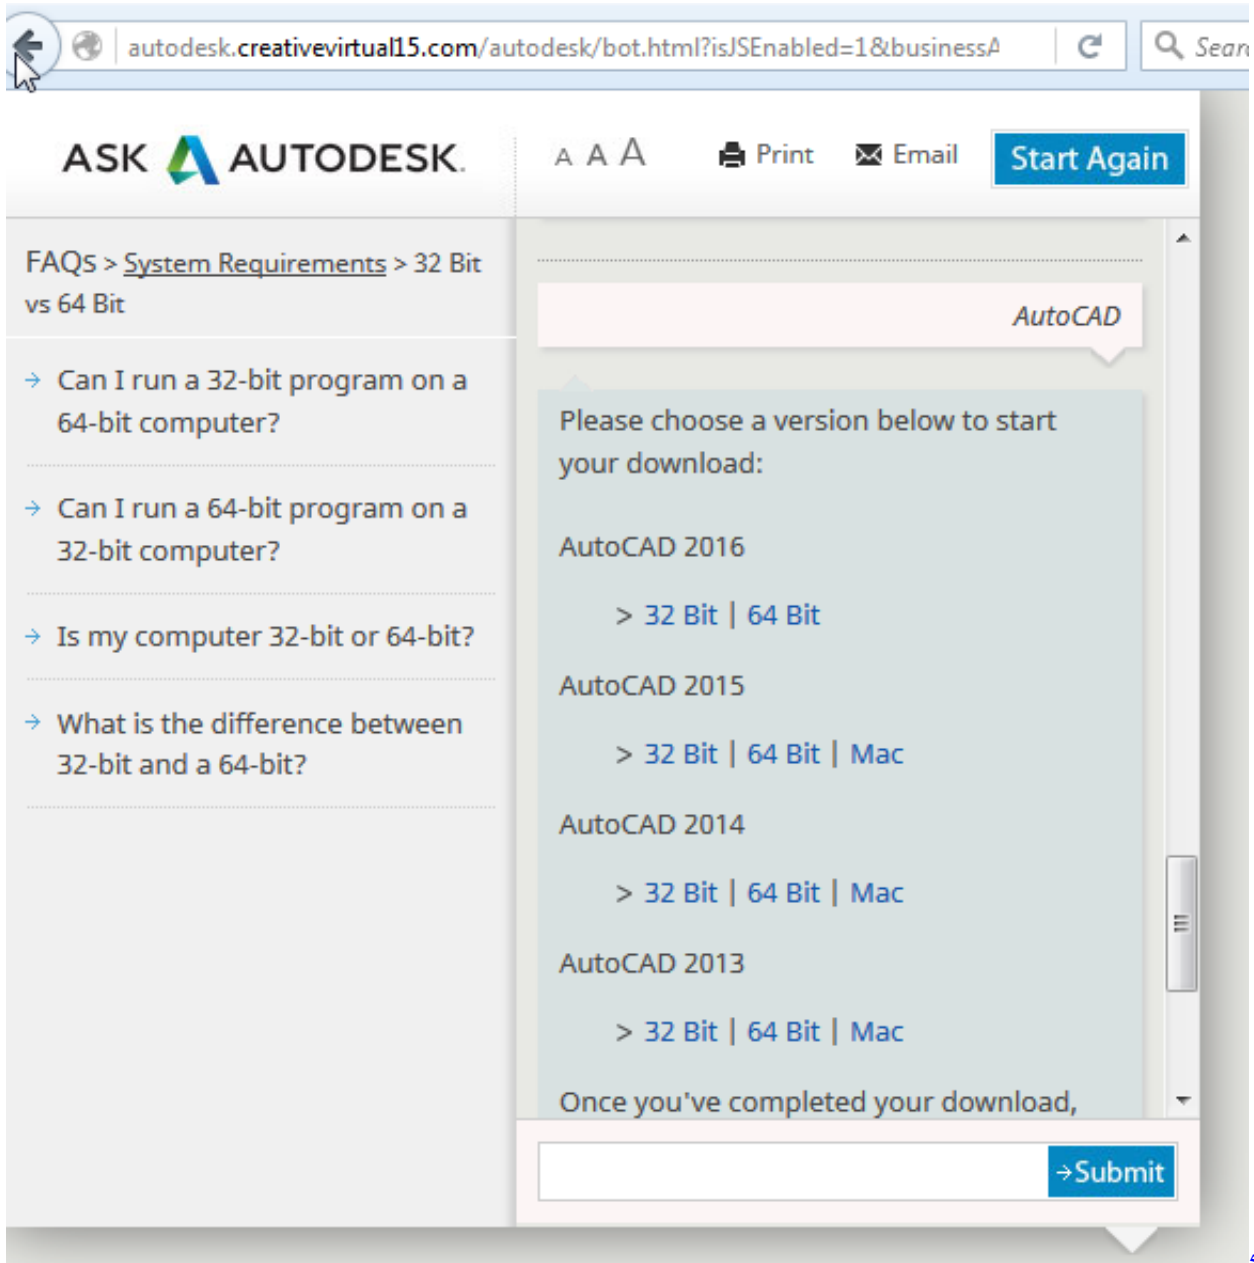 autodesk.creativevirtual15.com/autodesk/bot.html?isJSEnabled=1&businessA
ASK AUTODESK.
A A A Print Email Start Again
FAQs > System Requirements > 32 Bit
vs 64 Bit
→ Can I run a 32-bit program on a
64-bit computer?
→ Can I run a 64-bit program on a
32-bit computer?
→ Is my computer 32-bit or 64-bit?
→ What is the difference between
32-bit and a 64-bit?
AutoCAD
Please choose a version below to start
your download:
AutoCAD 2016
> 32 Bit | 64 Bit
AutoCAD 2015
> 32 Bit | 64 Bit | Mac
AutoCAD 2014
> 32 Bit | 64 Bit | Mac
AutoCAD 2013
> 32 Bit | 64 Bit | Mac
Once you've completed your download,
→Submit